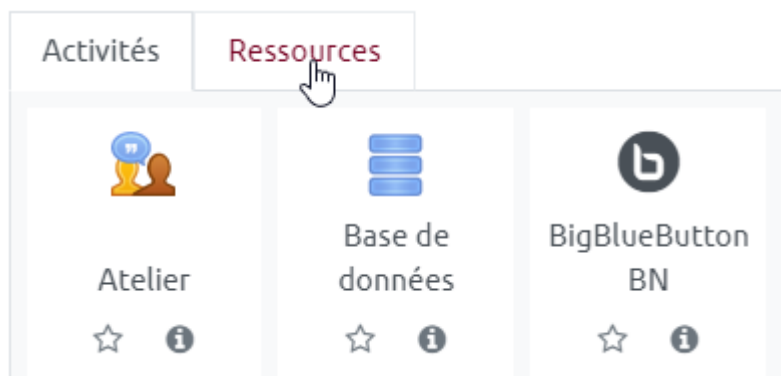 Activités Ressources
Atelier
Base de
données
BigBlueButton
BN